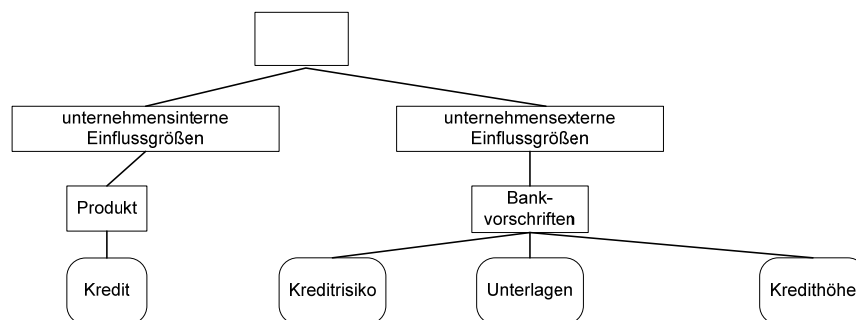 unternehmensinterne
Einflussgrößen
unternehmensexterne
Einflussgrößen
Produkt
Bank-
vorschriften
Kredit
Kreditrisiko
Unterlagen
Kredithöhe